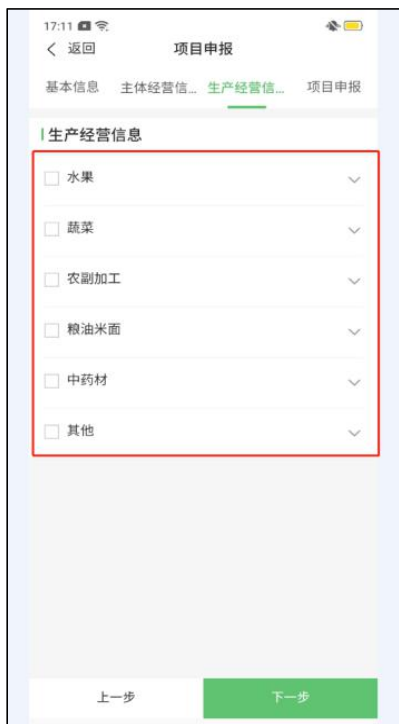 17:11
返回 项目申报
基本信息 主体经营信... 生产经营信... 项目申报
生产经营信息
水果
蔬菜
农副加工
粮油米面
中药材
其他
上一步 下一步